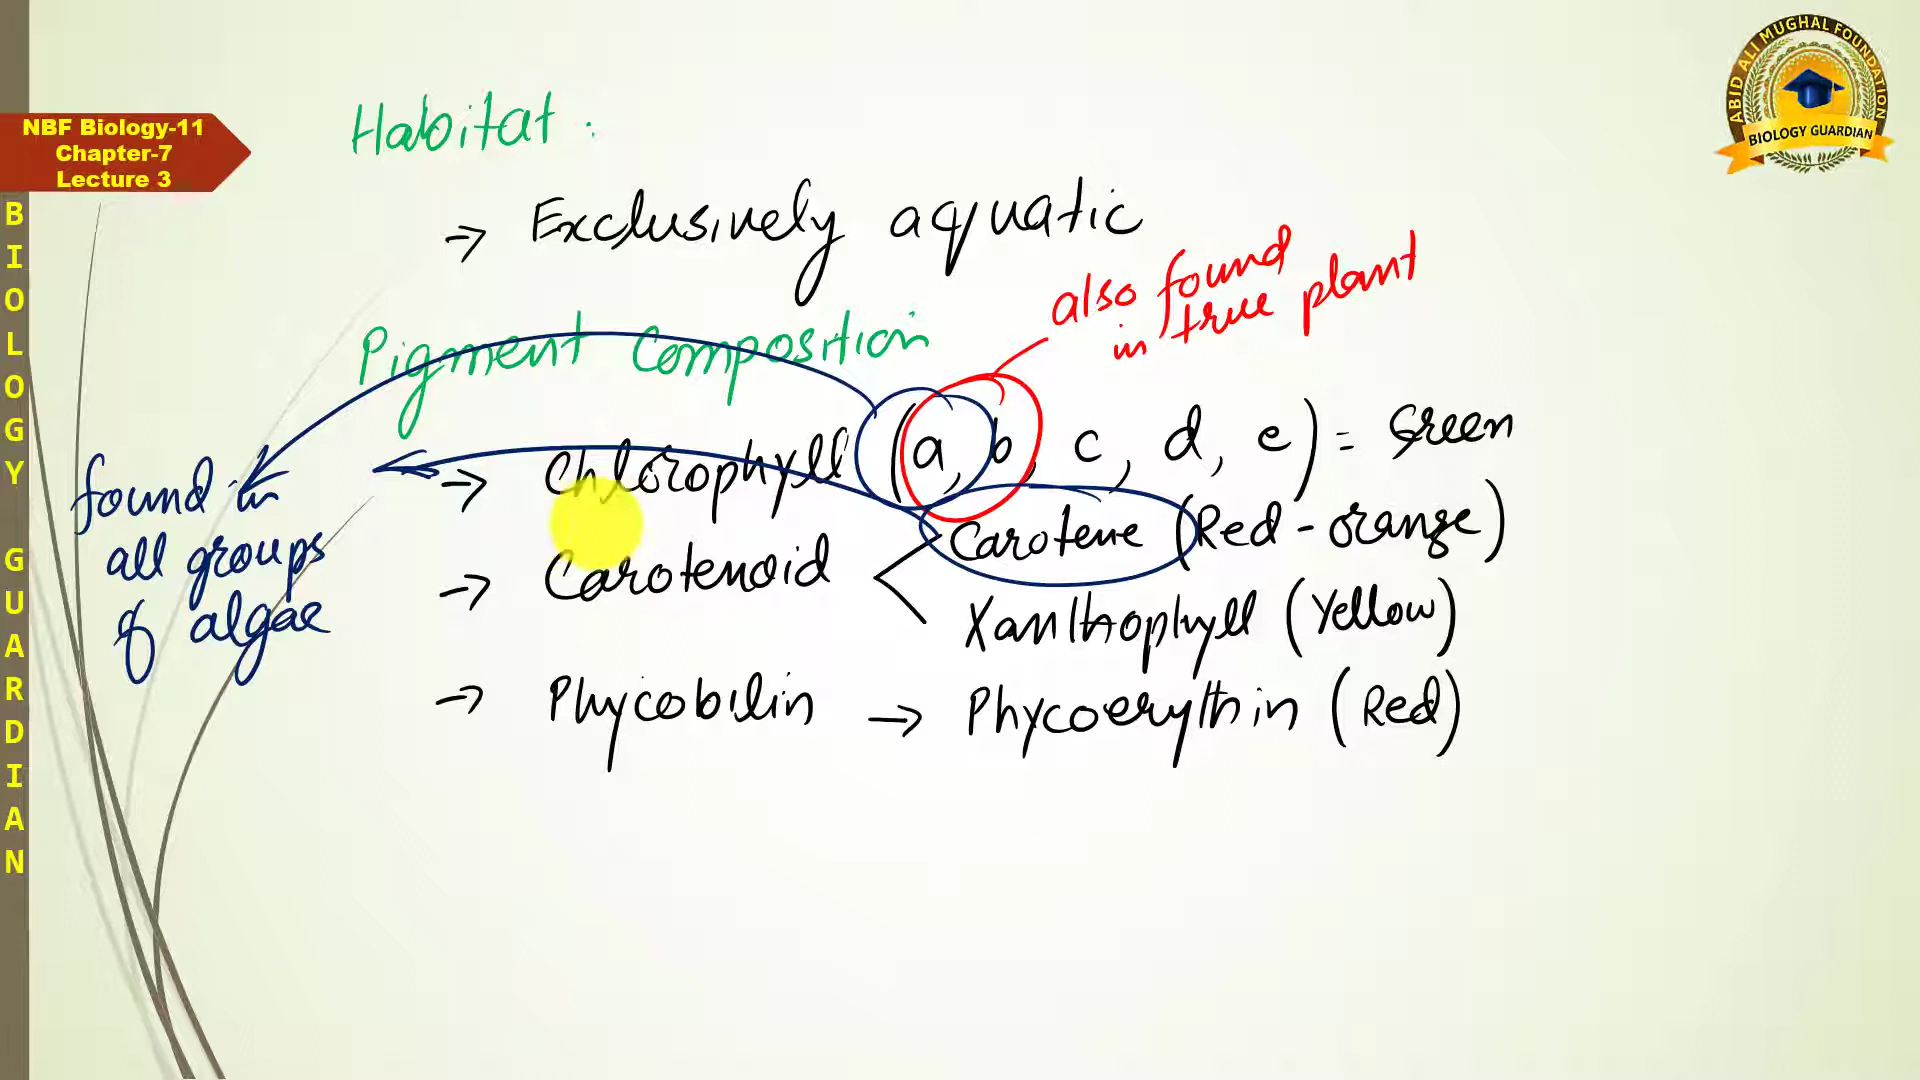 NBF Biology-11
Chapter-7
Lecture 3
BIOLOGY GUARDIAN
ABID ALI MUGHAL FOUNDATION
BIOLOGY GUARDIAN
Habitat :
→ Exclusively aquatic
also found
in true plant
Pigment Composition
→ Chlorophyll (a, b, c, d, e) = Green
found in
all groups
of algae
→ Carotenoid < Carotene (Red - orange)
Xanthophyll (Yellow)
→ Phycobilin → Phycoerythin (Red)